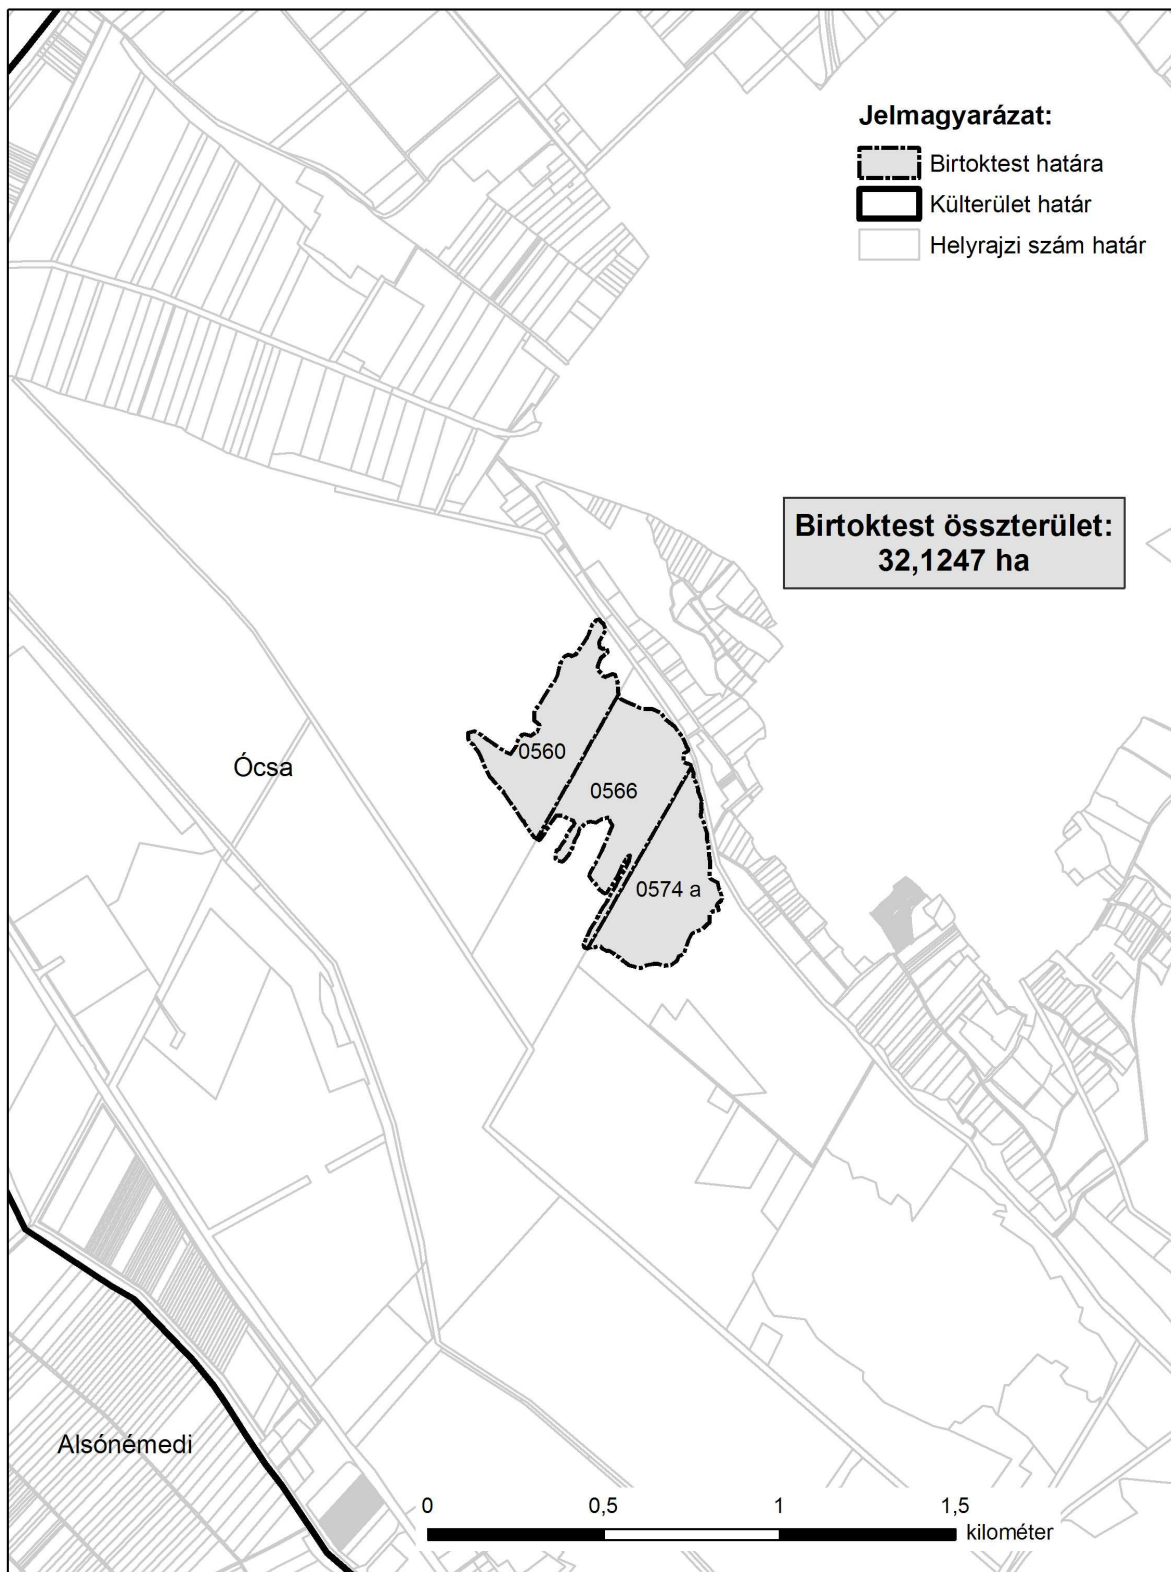 Jelmagyarázat:
Birtoktest határa
Külterület határ
Helyrajzi szám határ
Birtoktest összterület:
32,1247 ha
Ócsa
0560
0566
0574 a
Alsónémedi
0 0,5 1 1,5
kilométer